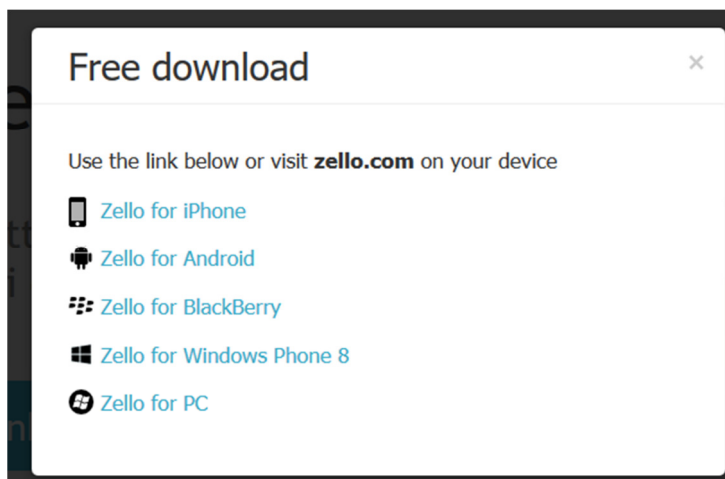 Free download
×
Use the link below or visit zello.com on your device
Zello for iPhone
Zello for Android
Zello for BlackBerry
Zello for Windows Phone 8
Zello for PC